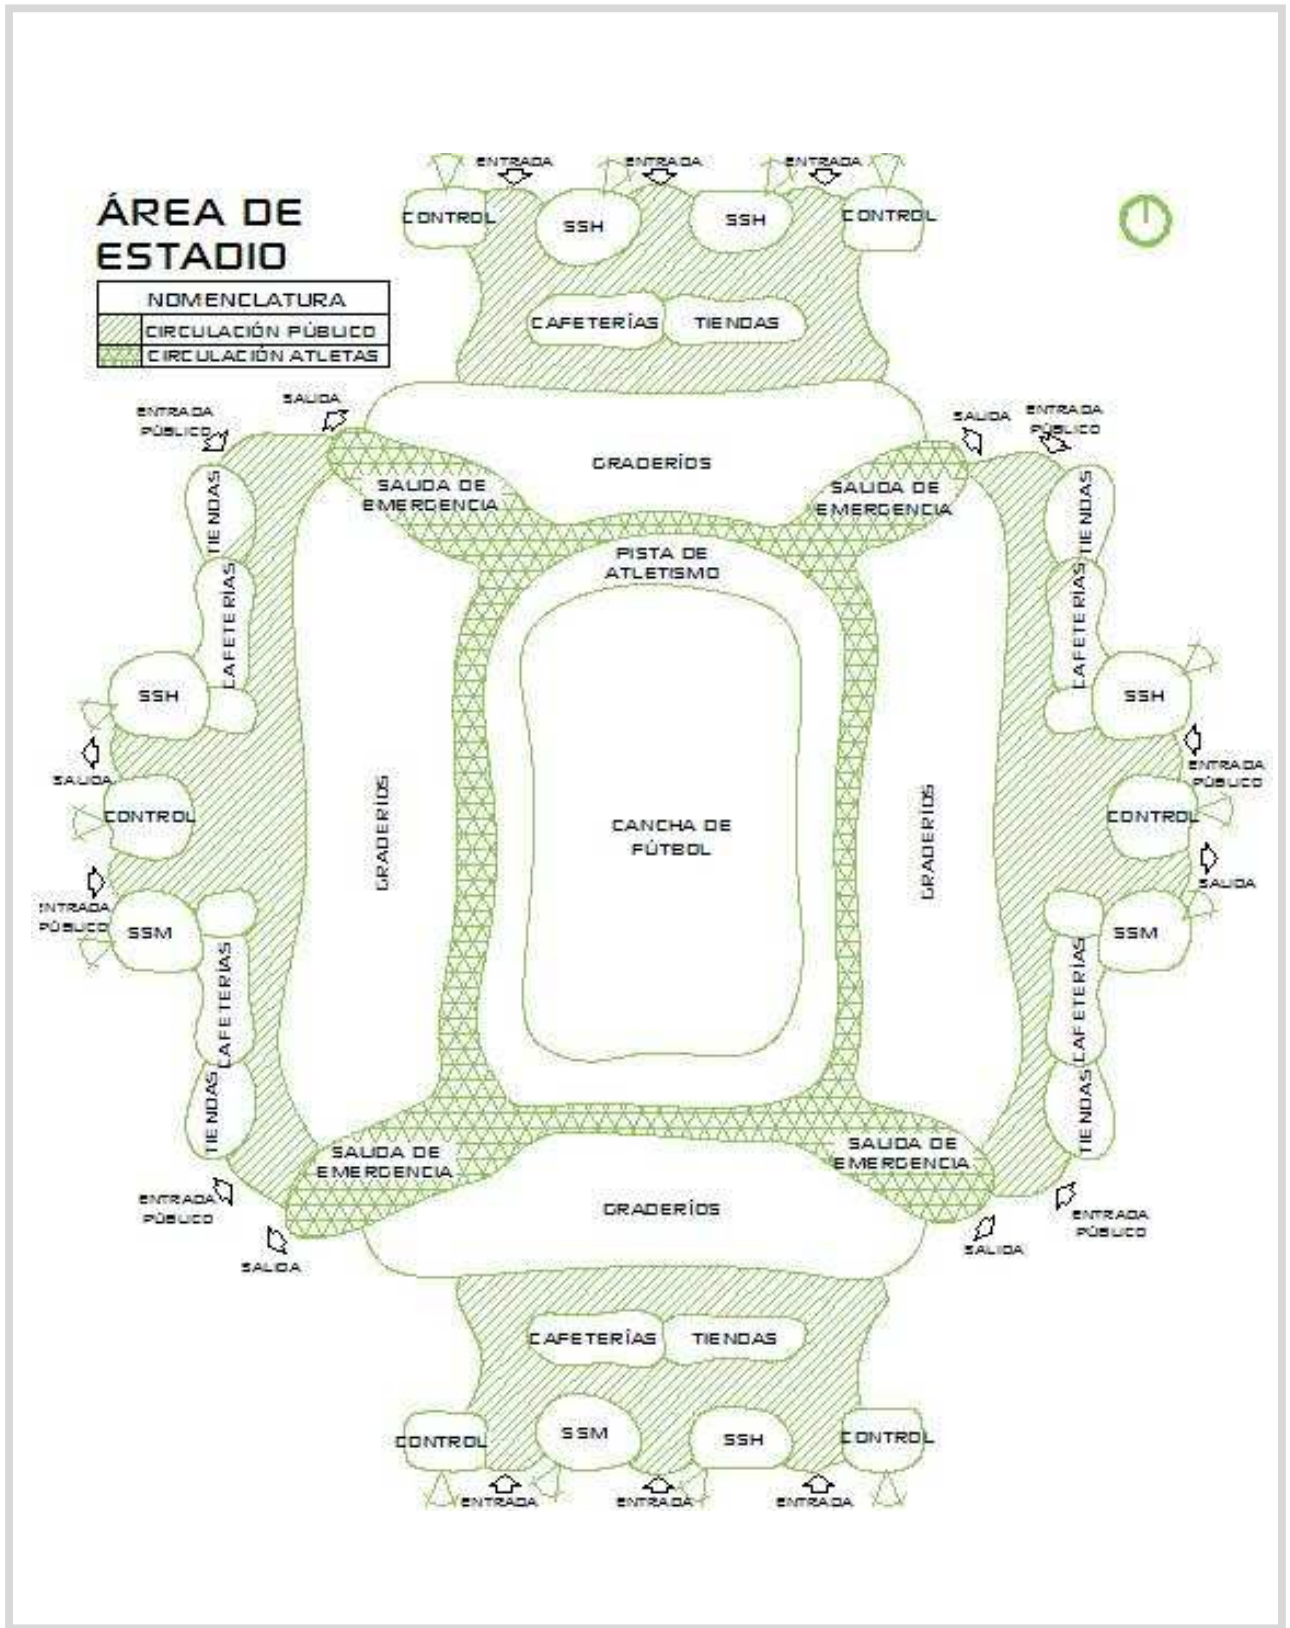 ENTRADA ENTRADA ENTRADA
CONTROL SSH SSH CONTROL
ÁREA DE
ESTADIO
NOMENCLATURA
CIRCULACIÓN PÚBLICO
CIRCULACIÓN ATLETAS
CAFETERÍAS TIENDAS
SALIDA
ENTRADA
PÚBLICO
SALIDA
ENTRADA
PÚBLICO
GRADERÍOS
SALIDA DE
EMERGENCIA
SALIDA DE
EMERGENCIA
TIENDAS
TIENDAS
PISTA DE
ATLETISMO
CAFETERÍAS
CAFETERÍAS
SSH
SSH
SALIDA
ENTRADA
PÚBLICO
CONTROL
GRADERÍOS
CANCHA DE
FÚTBOL
GRADERÍOS
CONTROL
SALIDA
ENTRADA
PÚBLICO
SSM
SSM
CAFETERÍAS
CAFETERÍAS
TIENDAS
TIENDAS
SALIDA DE
EMERGENCIA
SALIDA DE
EMERGENCIA
ENTRADA
PÚBLICO
SALIDA
GRADERÍOS
ENTRADA
PÚBLICO
SALIDA
CAFETERÍAS TIENDAS
CONTROL SSM SSH CONTROL
ENTRADA ENTRADA ENTRADA